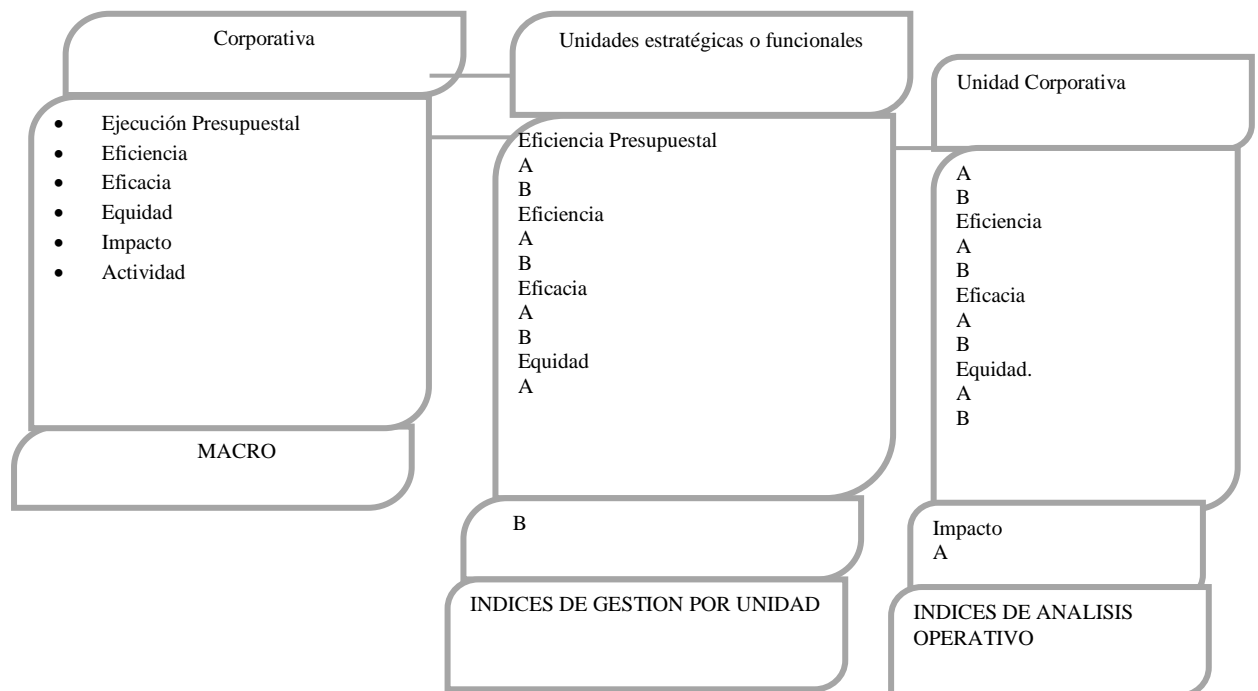 Corporativa
• Ejecución Presupuestal
• Eficiencia
• Eficacia
• Equidad
• Impacto
• Actividad
MACRO
Unidades estratégicas o funcionales
Eficiencia Presupuestal
A
B
Eficiencia
A
B
Eficacia
A
B
Equidad
A
B
INDICES DE GESTION POR UNIDAD
Unidad Corporativa
A
B
Eficiencia
A
B
Eficacia
A
B
Equidad.
A
B
Impacto
A
INDICES DE ANALISIS
OPERATIVO